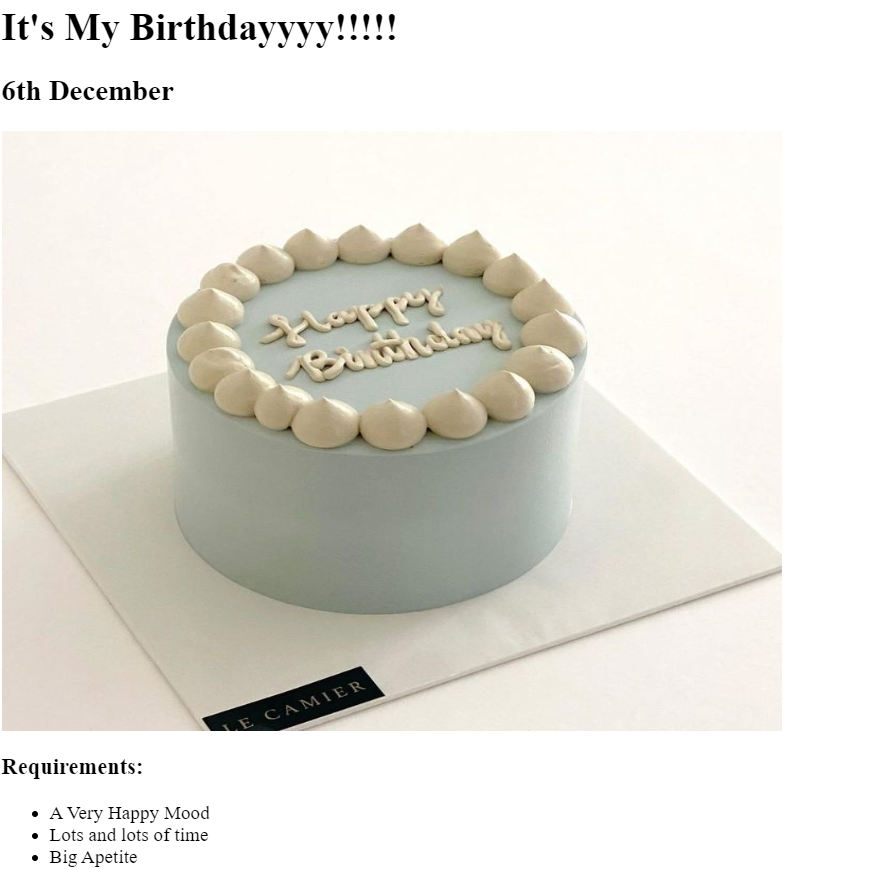 It's My Birthdayyyy!!!!!
6th December
Happy
Birthday
LE CAMIER
Requirements:
A Very Happy Mood
Lots and lots of time
Big Apetite